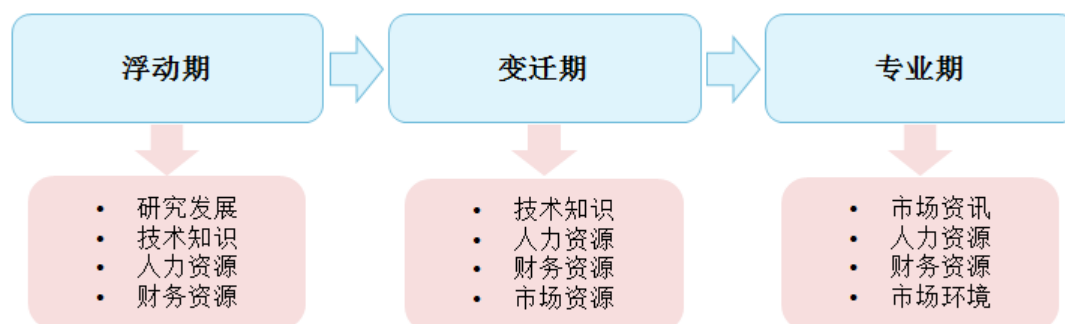 浮动期
变迁期
专业期
• 研究发展
• 技术知识
• 人力资源
• 财务资源
• 技术知识
• 人力资源
• 财务资源
• 市场资源
• 市场资讯
• 人力资源
• 财务资源
• 市场环境